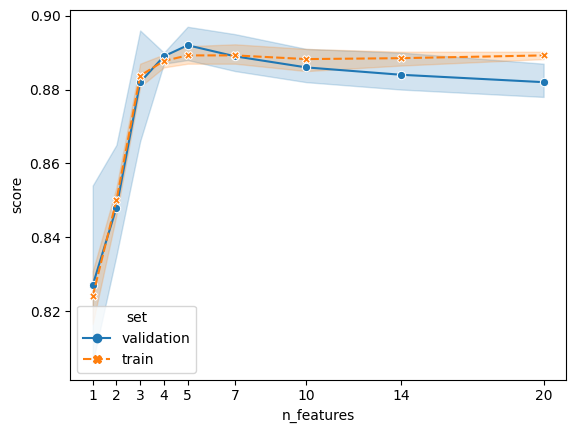 0.90
0.88
0.86
0.84
0.82
score
set
validation
train
1 2 3 4 5 7 10 14 20
n_features